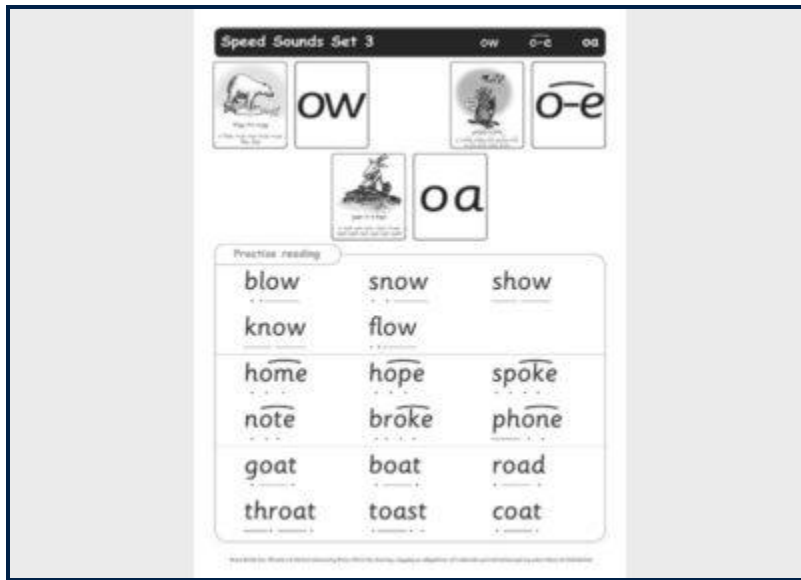 Speed Sounds Set 3 ow o-e oa
ow o-e
oa
Practise reading
blow snow show
know flow
home hope spoke
note broke phone
goat boat road
throat toast coat